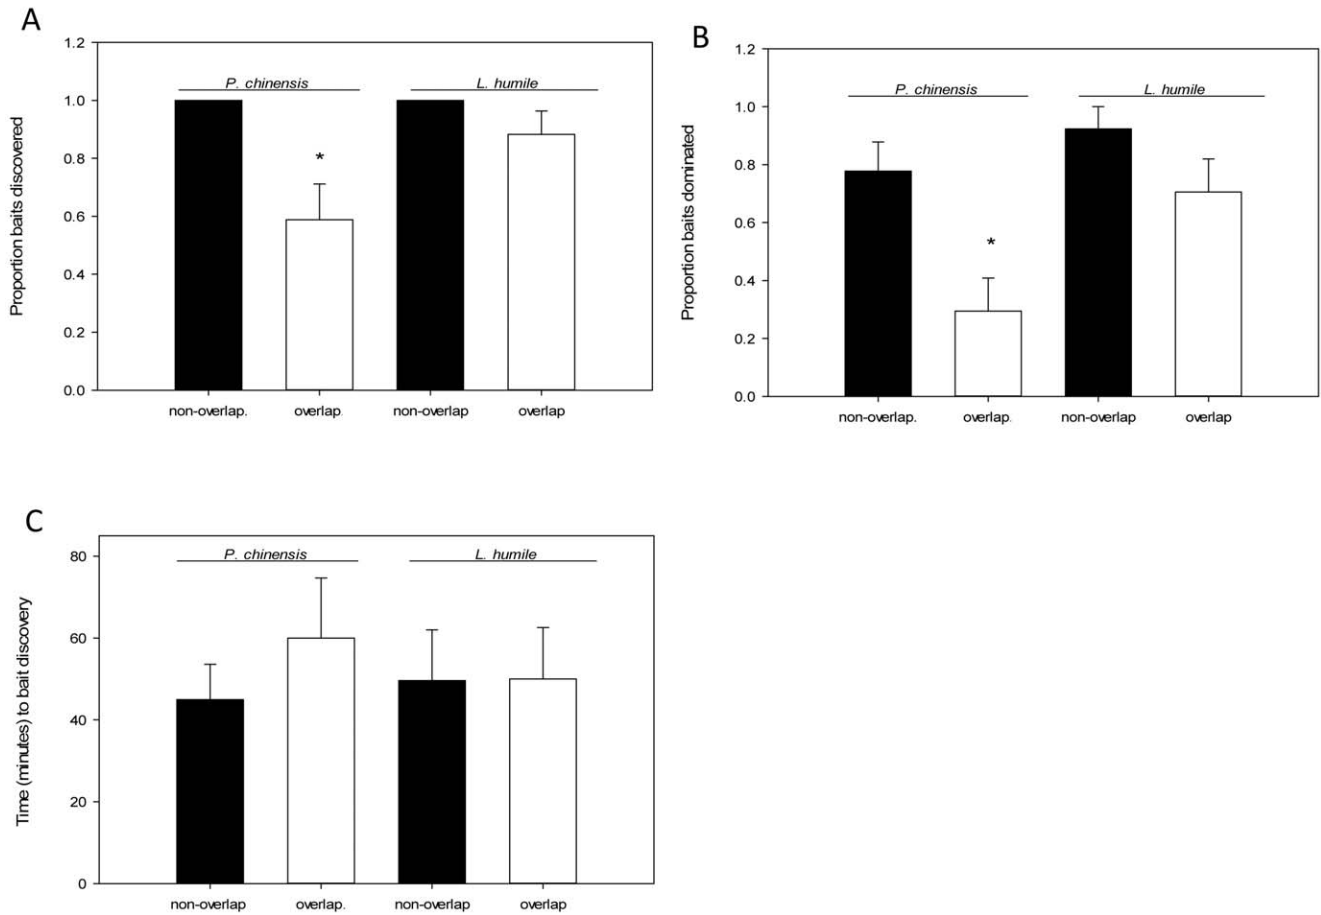 A
Proportion baits discovered
1.2
1.0
0.8
0.6
0.4
0.2
0.0
P. chinensis
L. humile
*
non-overlap.
overlap.
non-overlap
overlap
B
Proportion baits dominated
1.2
1.0
0.8
0.6
0.4
0.2
0.0
P. chinensis
L. humile
*
non-overlap.
overlap.
non-overlap
overlap
C
Time (minutes) to bait discovery
80
60
40
20
0
P. chinensis
L. humile
non-overlap
overlap.
non-overlap
overlap